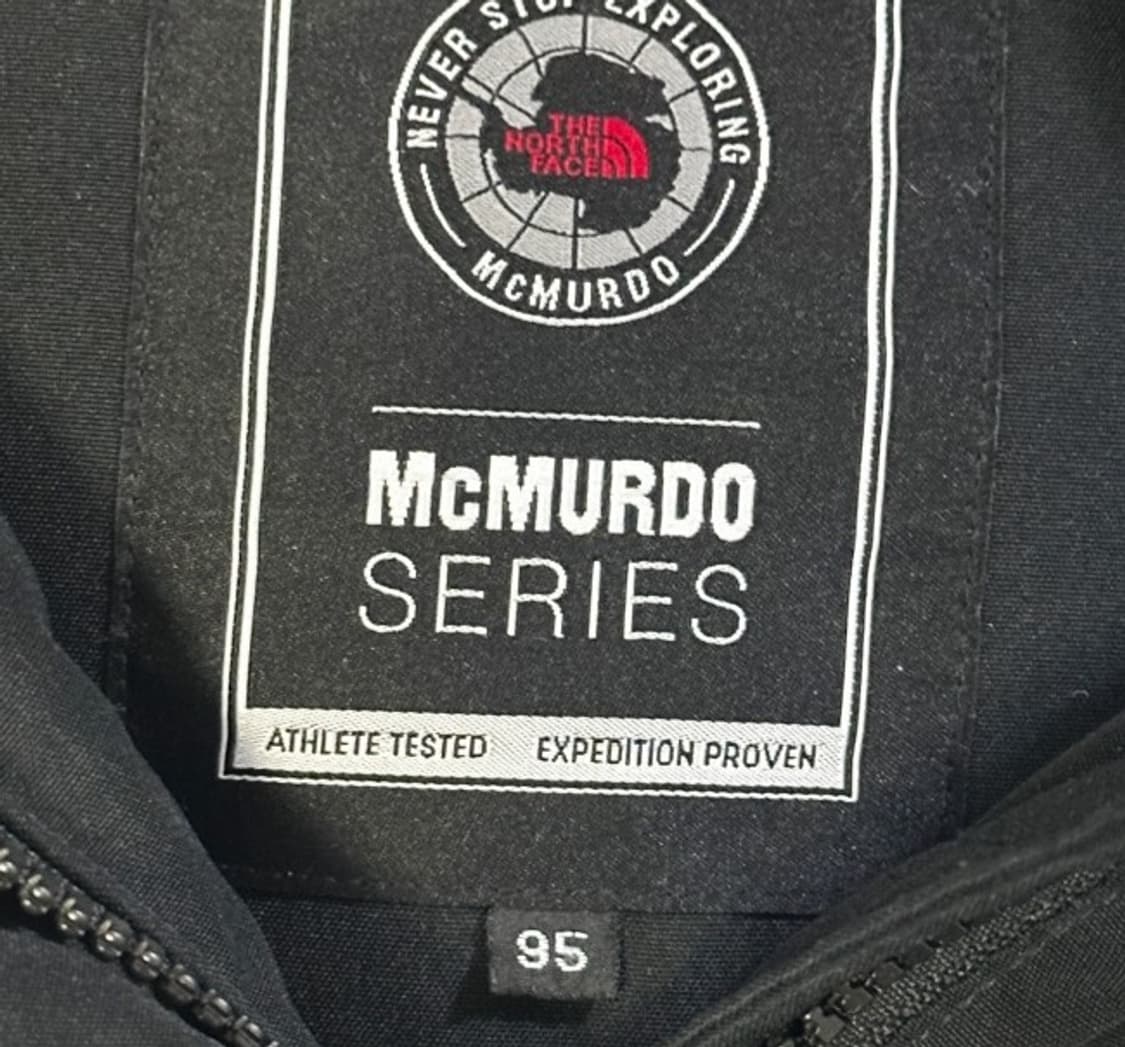 NEVER STOP EXPLORING
THE
NORTH
FACE
McMURDO
McMURDO
SERIES
ATHLETE TESTED EXPEDITION PROVEN
95